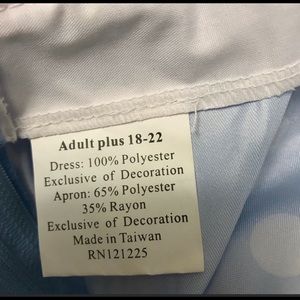 Adult plus 18-22
Dress: 100% Polyester
Exclusive of Decoration
Apron: 65% Polyester
35% Rayon
Exclusive of Decoration
Made in Taiwan
RN121225